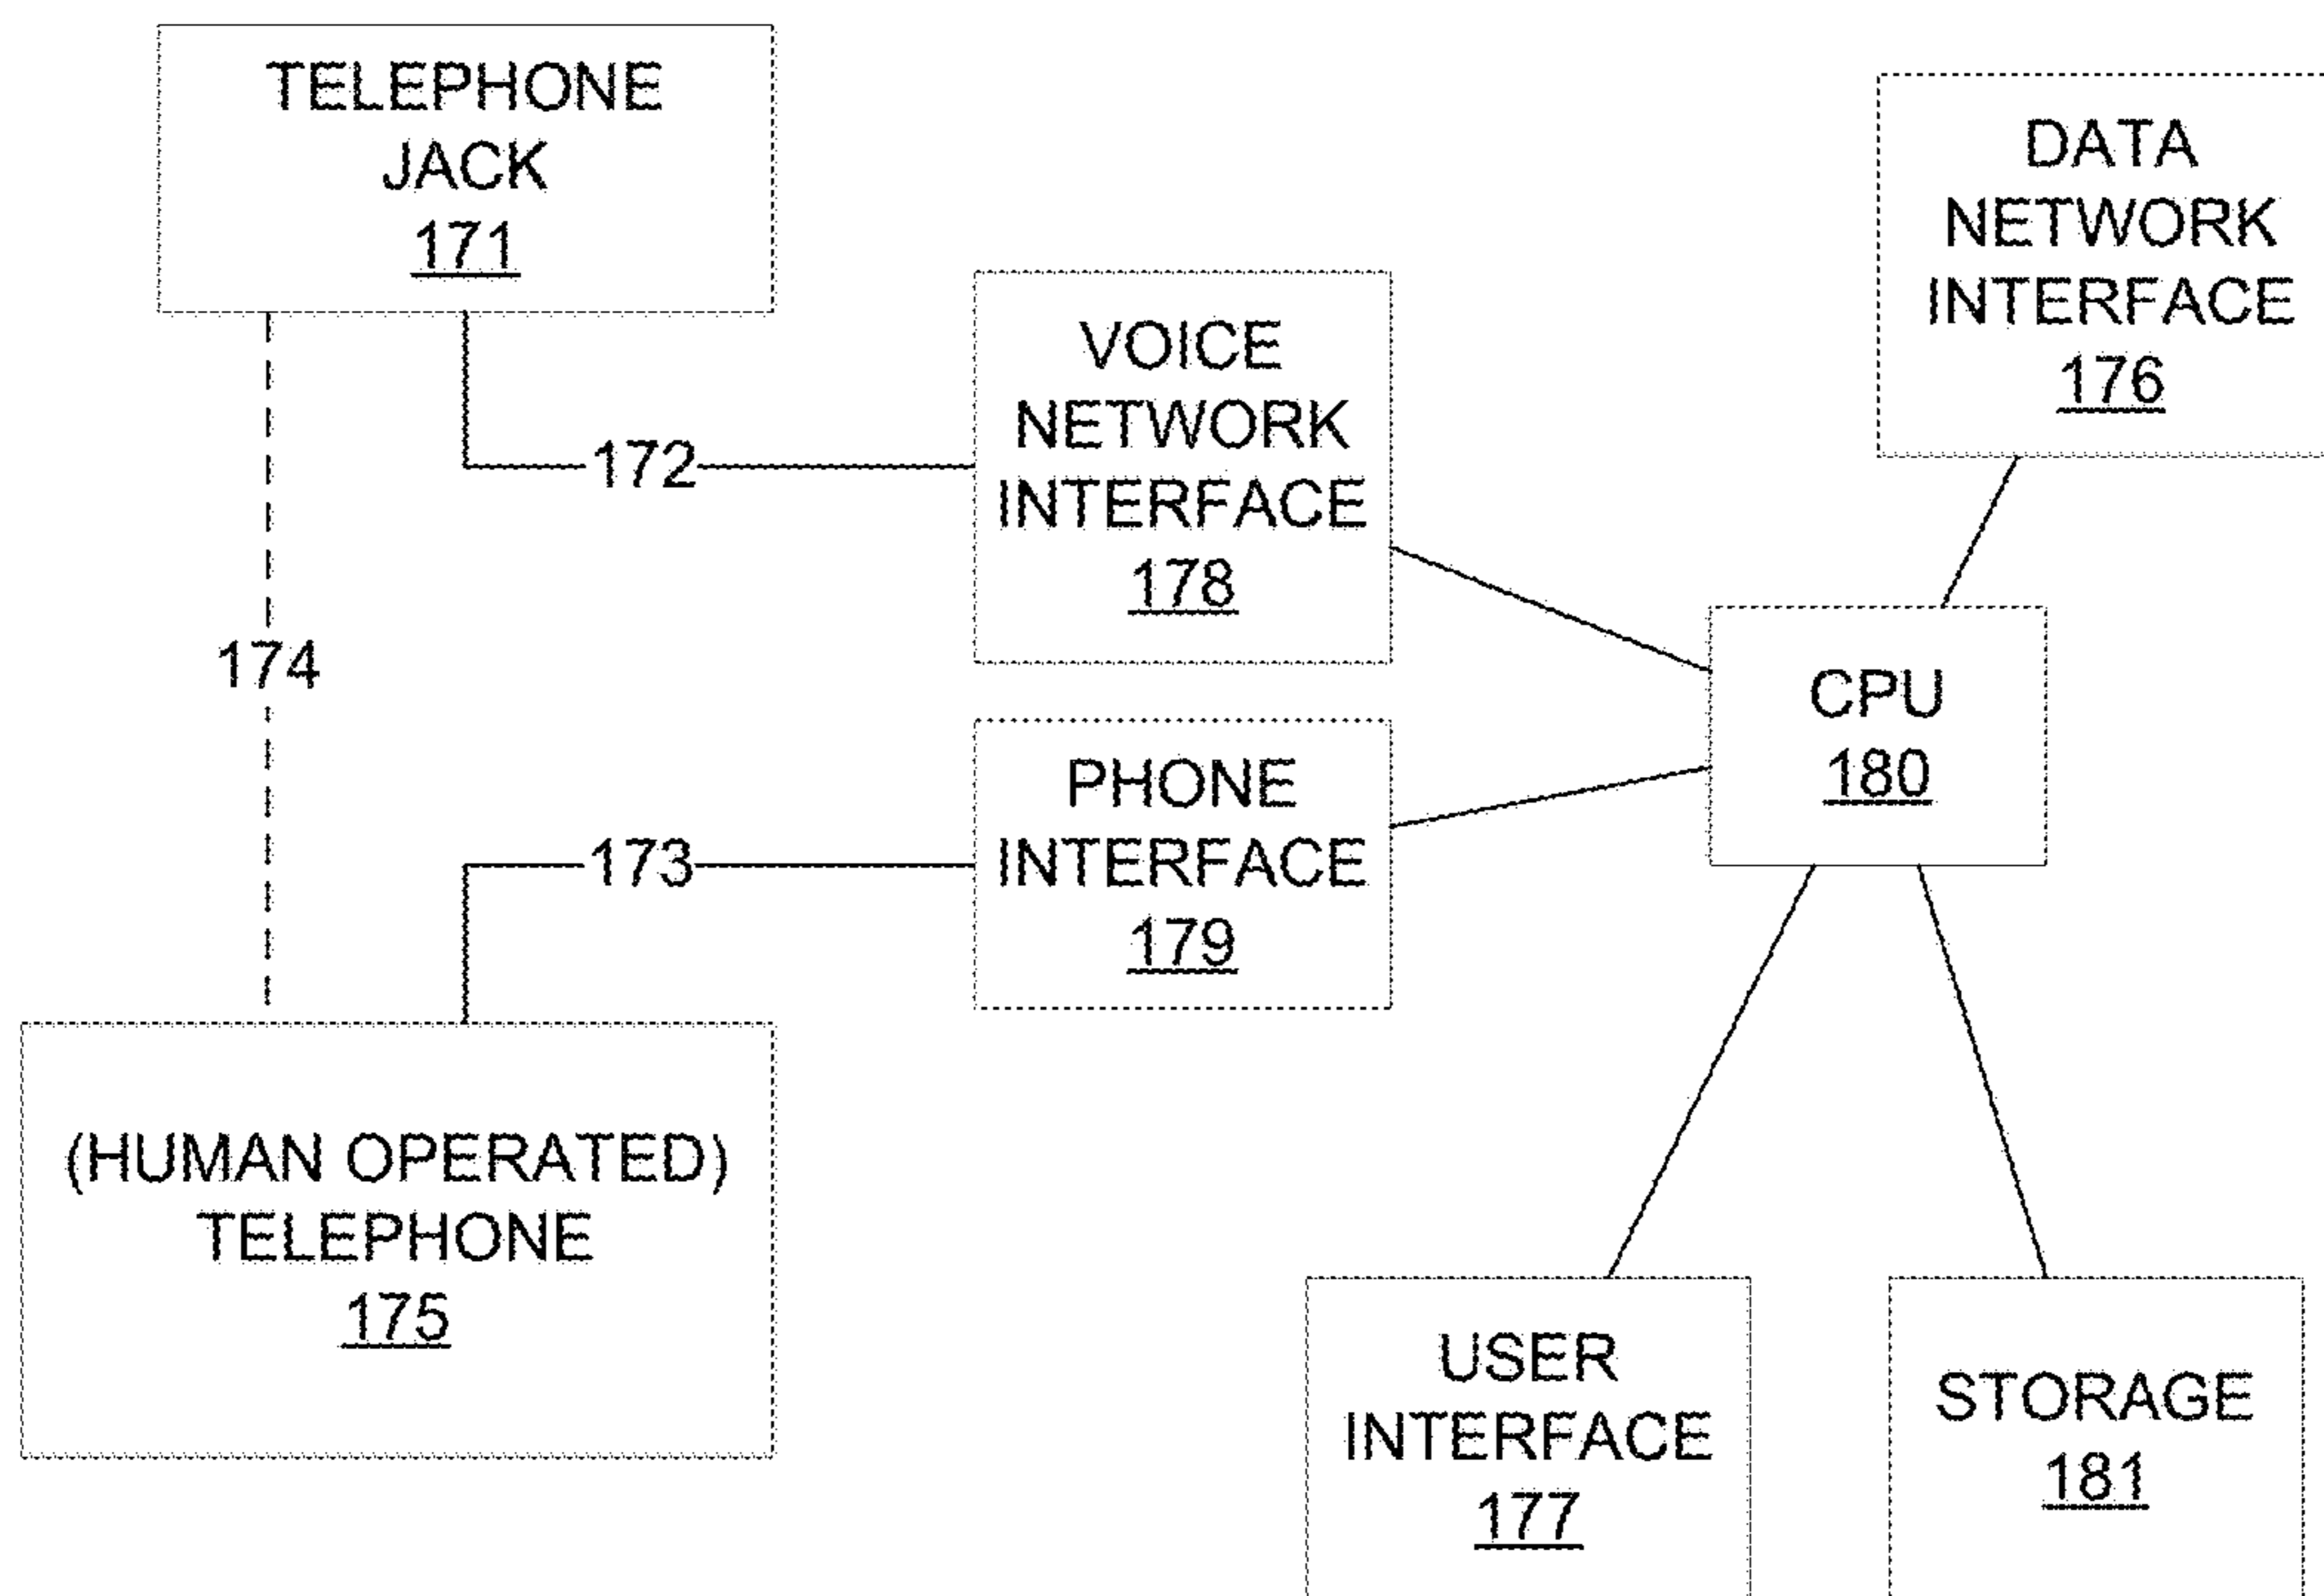 TELEPHONE
JACK
171
DATA
NETWORK
INTERFACE
176
VOICE
NETWORK
INTERFACE
178
172
174
CPU
180
PHONE
INTERFACE
179
173
(HUMAN OPERATED)
TELEPHONE
175
USER
INTERFACE
177
STORAGE
181